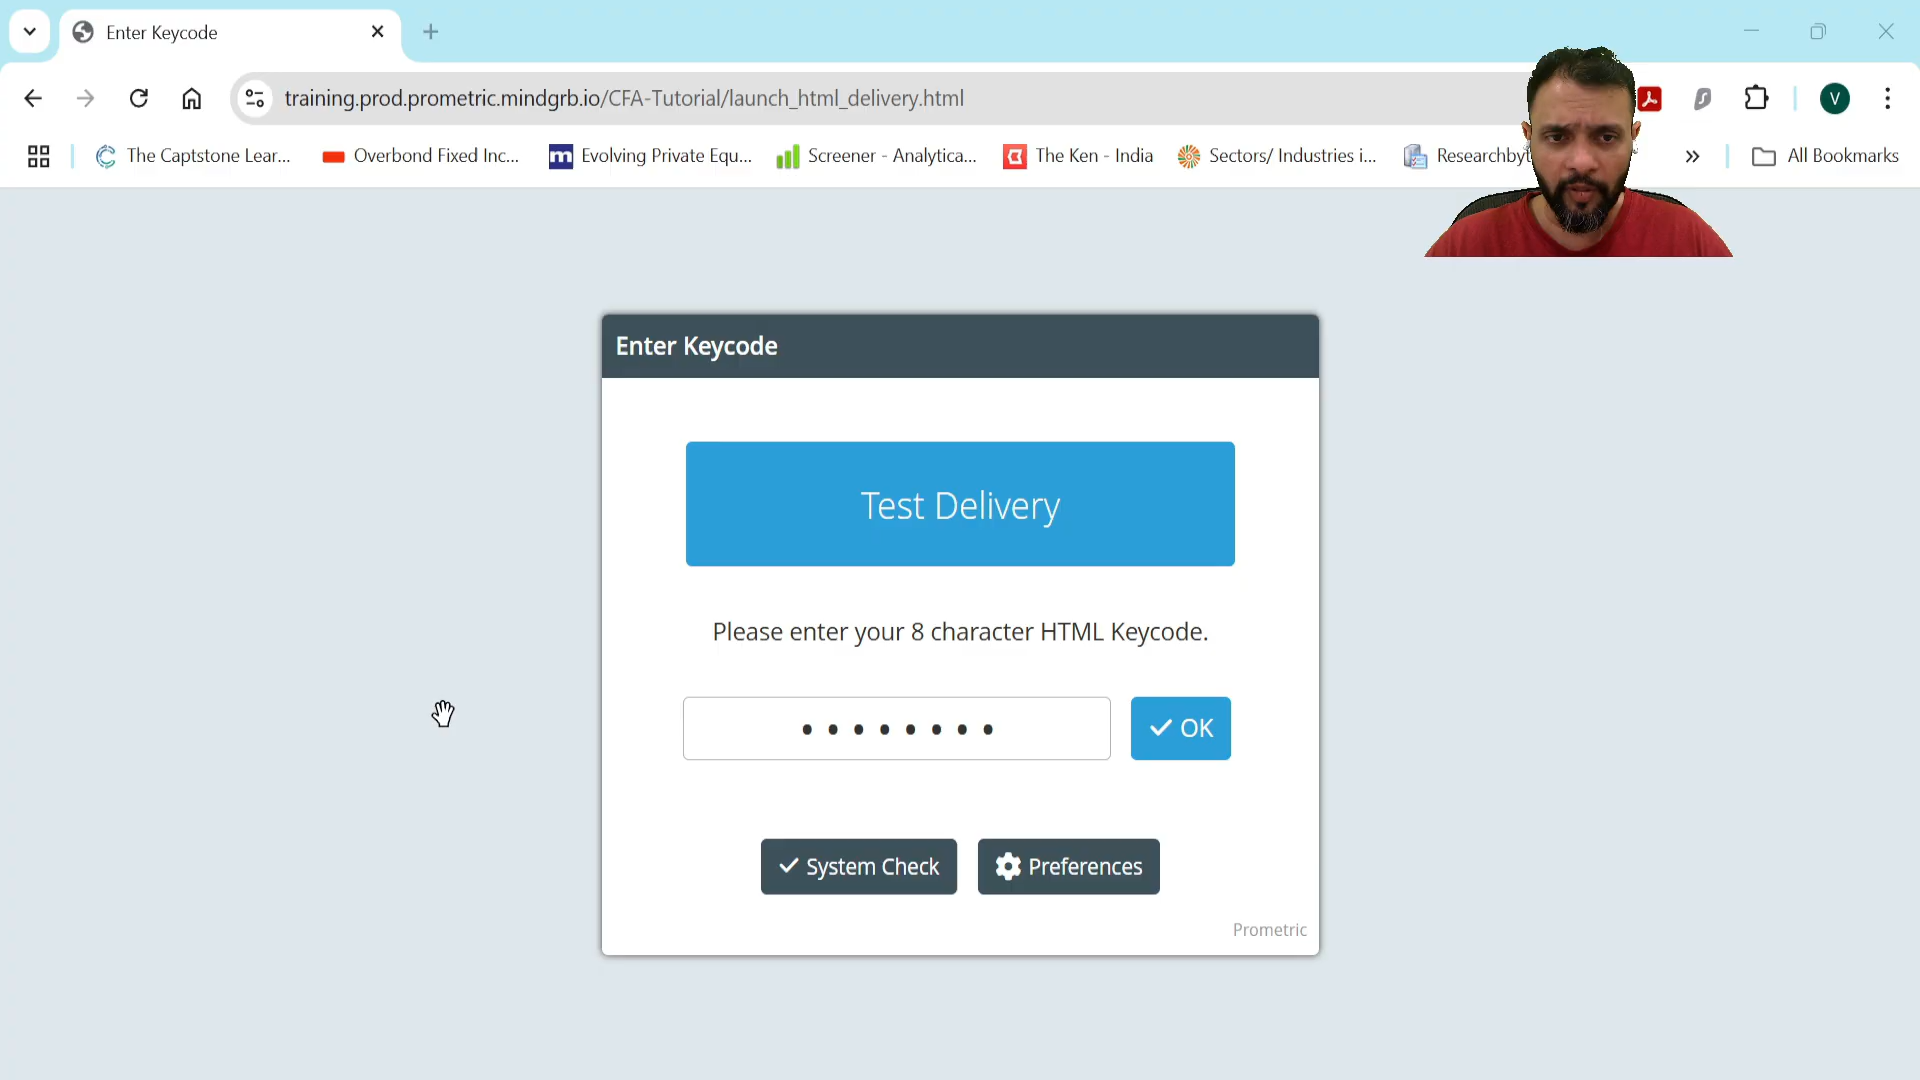 Enter Keycode
training.prod.prometric.mindgrb.io/CFA-Tutorial/launch_html_delivery.html
V
The Captstone Lear...
Overbond Fixed Inc...
m
Evolving Private Equ...
Screener - Analytica...
The Ken - India
Sectors/ Industries i...
Researchbyt
All Bookmarks
Enter Keycode
Test Delivery
Please enter your 8 character HTML Keycode.
OK
System Check
Preferences
Prometric